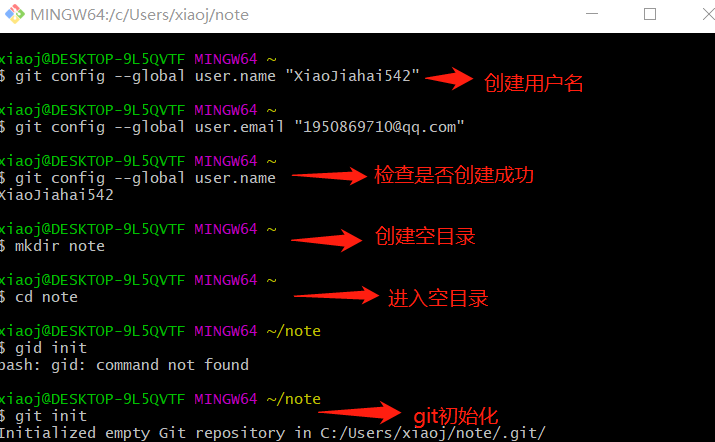 MINGW64:/c/Users/xiaoj/note
xiaoj@DESKTOP-9L5QVTF MINGW64 ~
$ git config --global user.name "XiaoJiahai542" 创建用户名
xiaoj@DESKTOP-9L5QVTF MINGW64 ~
$ git config --global user.email "1950869710@qq.com"
xiaoj@DESKTOP-9L5QVTF MINGW64 ~
$ git config --global user.name 检查是否创建成功
XiaoJiahai542
xiaoj@DESKTOP-9L5QVTF MINGW64 ~
$ mkdir note 创建空目录
xiaoj@DESKTOP-9L5QVTF MINGW64 ~
$ cd note 进入空目录
xiaoj@DESKTOP-9L5QVTF MINGW64 ~/note
$ gid init
bash: gid: command not found
xiaoj@DESKTOP-9L5QVTF MINGW64 ~/note
$ git init git初始化
Initialized empty Git repository in C:/Users/xiaoj/note/.git/